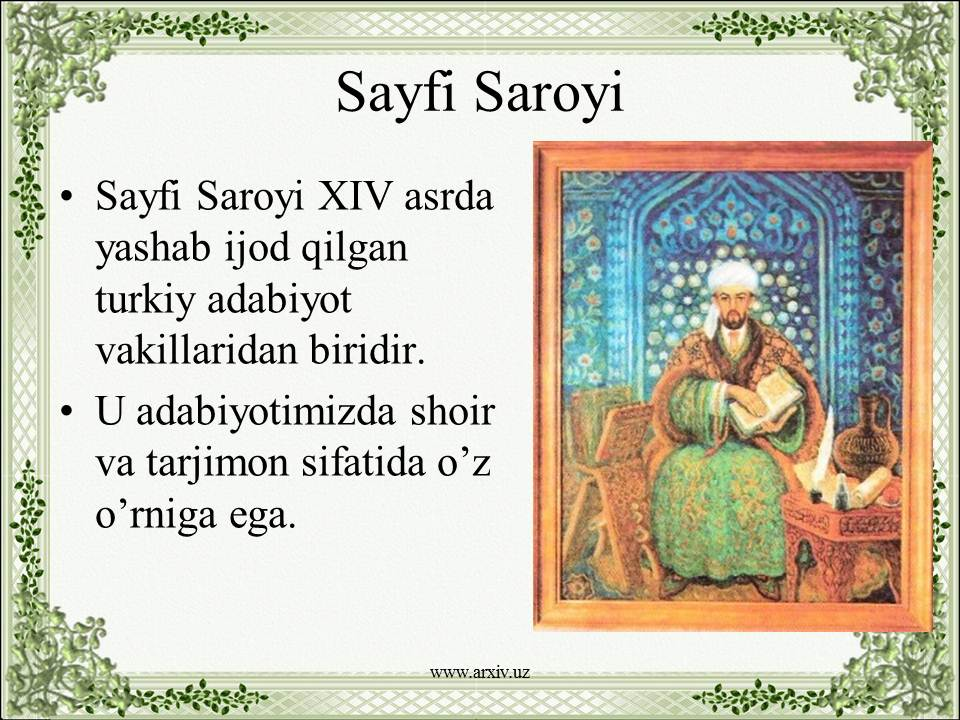 Sayfi Saroyi
• Sayfi Saroyi XIV asrda
yashab ijod qilgan
turkiy adabiyot
vakillaridan biridir.
• U adabiyotimizda shoir
va tarjimon sifatida o’z
o’rniga ega.
www.arxiv.uz